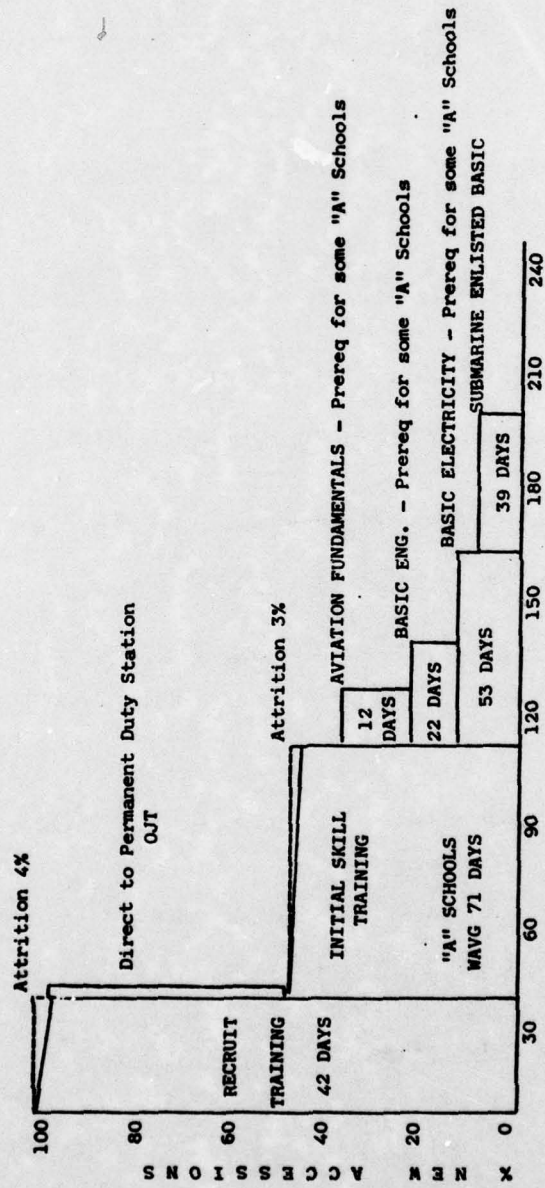 Attrition 4%
Direct to Permanent Duty Station
OJT
Attrition 3%
AVIATION FUNDAMENTALS - Prereq for some "A" Schools
BASIC ENG. - Prereq for some "A" Schools
BASIC ELECTRICITY - Prereq for some "A" Schools
SUBMARINE ENLISTED BASIC
RECRUIT
TRAINING
42 DAYS
INITIAL SKILL
TRAINING
"A" SCHOOLS
WAVG 71 DAYS
12
DAYS
22 DAYS
53 DAYS
39 DAYS
100
80
60
40
20
0
% NEW ACCESSIONS
30
60
90
120
150
180
210
240